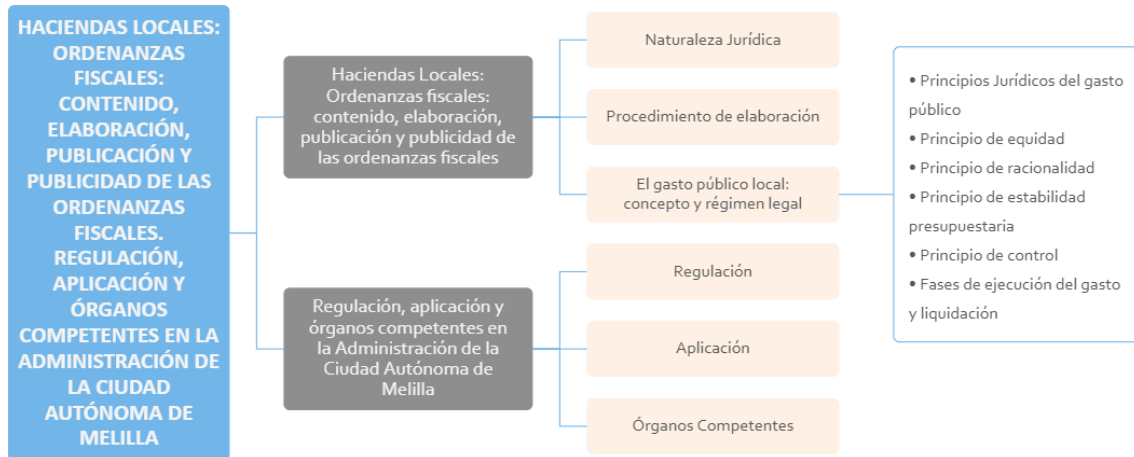 HACIENDAS LOCALES:
ORDENANZAS
FISCALES:
CONTENIDO,
ELABORACIÓN,
PUBLICACIÓN Y
PUBLICIDAD DE LAS
ORDENANZAS
FISCALES.
REGULACIÓN,
APLICACIÓN Y
ÓRGANOS
COMPETENTES EN LA
ADMINISTRACIÓN DE
LA CIUDAD
AUTÓNOMA DE
MELILLA
Haciendas Locales:
Ordenanzas fiscales:
contenido, elaboración,
publicación y publicidad de
las ordenanzas fiscales
Naturaleza Jurídica
Procedimiento de elaboración
El gasto público local:
concepto y régimen legal
• Principios Jurídicos del gasto
público
• Principio de equidad
• Principio de racionalidad
• Principio de estabilidad
presupuestaria
• Principio de control
• Fases de ejecución del gasto
y liquidación
Regulación, aplicación y
órganos competentes en
la Administración de la
Ciudad Autónoma de
Melilla
Regulación
Aplicación
Órganos Competentes